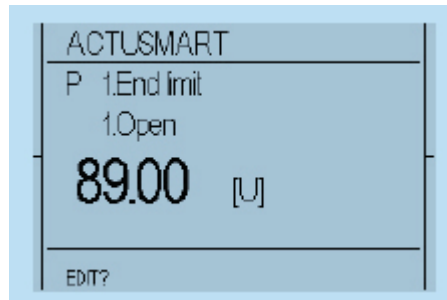 ACTUSMART
P 1.End limit
1.Open
89.00 [U]
EDIT?